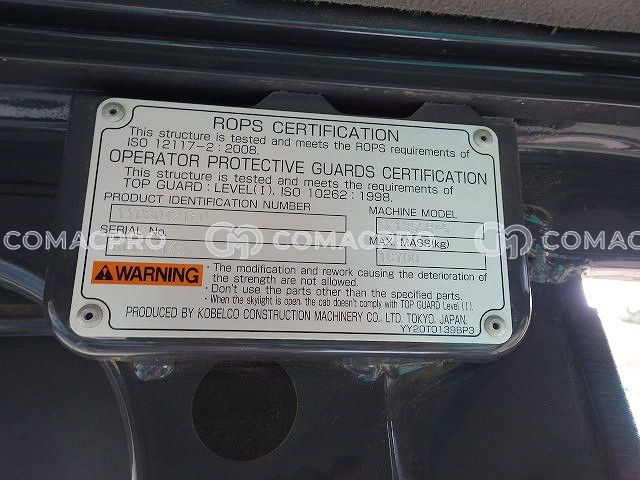 ROPS CERTIFICATION
This structure is tested and meets the ROPS requirements of
ISO 12117-2 : 2008.
OPERATOR PROTECTIVE GUARDS CERTIFICATION
This structure is tested and meets the requirements of
TOP GUARD : LEVEL(I). ISO 10262 : 1998.
PRODUCT IDENTIFICATION NUMBER
MACHINE MODEL
SERIAL No.
MAX. MASS(kg)
18700
COMACPRO COMACPRO COMACPRO
WARNING
・The modification and rework causing the deterioration of
the strength are not allowed.
・Don't use the parts other than the specified parts.
・When the skylight is open, the cab doesn't comply with TOP GUARD Level (I).
PRODUCED BY KOBELCO CONSTRUCTION MACHINERY CO., LTD. TOKYO, JAPAN.
YY20T01398P3